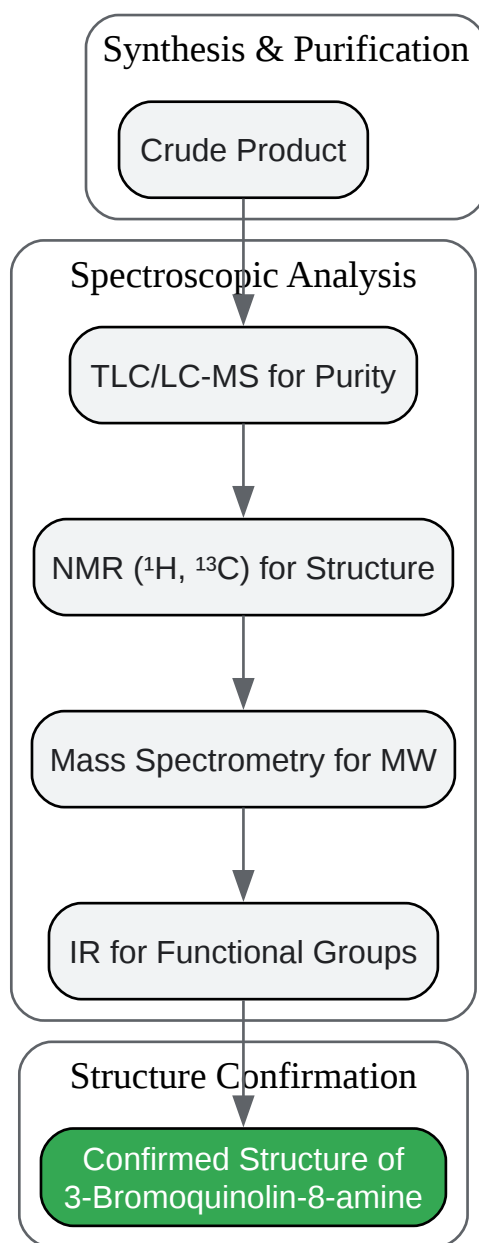 Synthesis & Purification
Crude Product
Spectroscopic Analysis
TLC/LC-MS for Purity
NMR (¹H, ¹³C) for Structure
Mass Spectrometry for MW
IR for Functional Groups
Structure Confirmation
Confirmed Structure of
3-Bromoquinolin-8-amine